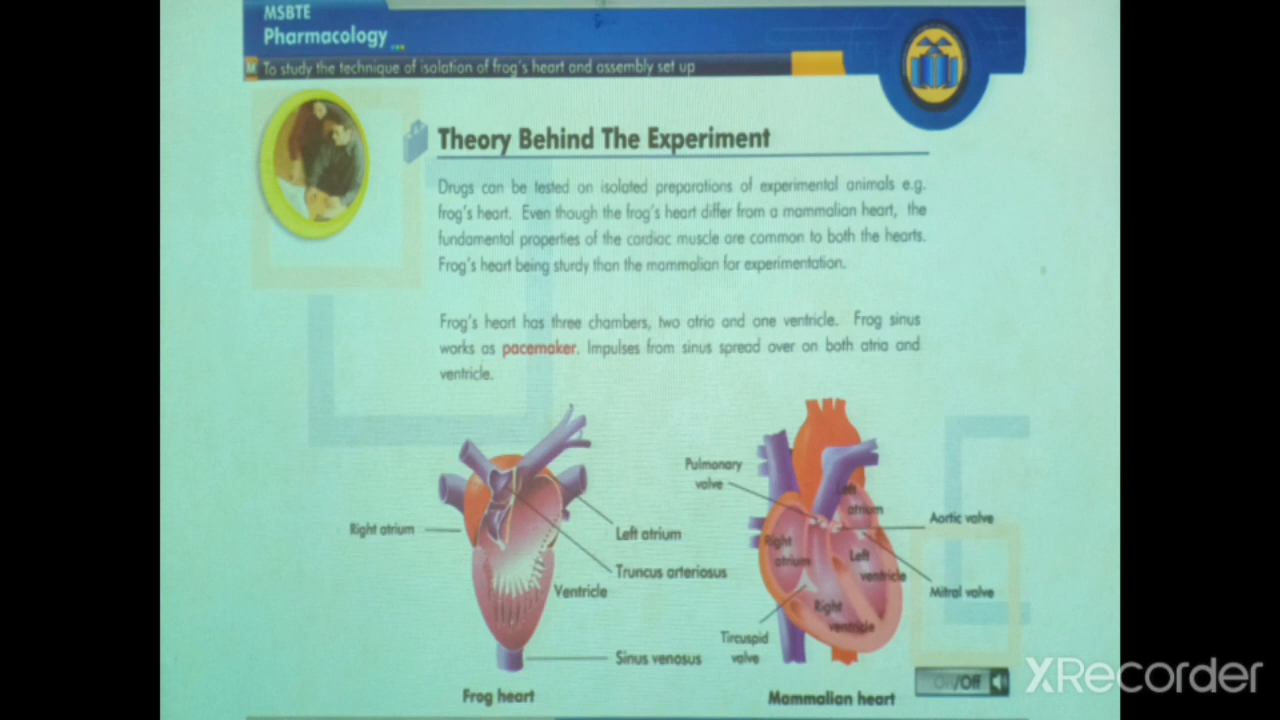 MSBTE
Pharmacology
To study the technique of isolation of frog's heart and assembly set up
Theory Behind The Experiment
Drugs can be tested on isolated preparations of experimental animals e.g.
frog's heart. Even though the frog's heart differ from a mammalian heart, the
fundamental properties of the cardiac muscle are common to both the hearts.
Frog's heart being sturdy than the mammalian for experimentation.
Frog's heart has three chambers, two atria and one ventricle. Frog sinus
works as pacemaker. Impulses from sinus spread over on both atria and
ventricle.
Right atrium
Left atrium
Truncus arteriosus
Ventricle
Sinus venosus
Frog heart
Pulmonary
valve
Left
atrium
Aortic valve
Right
atrium
Left
ventricle
Mitral valve
Right
ventricle
Tircuspid
valve
Mammalian heart
On/Off
XRecorder